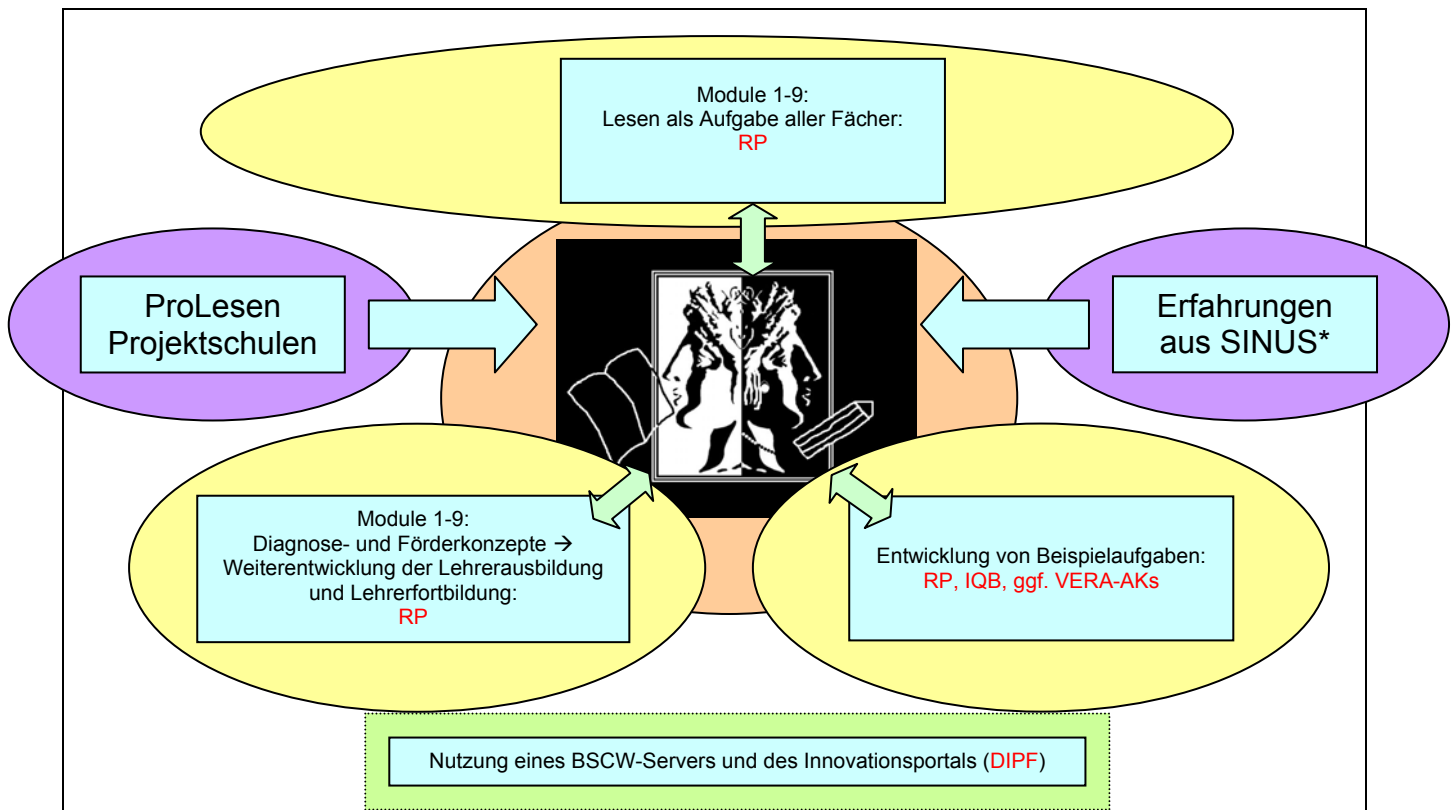 Module 1-9:
Lesen als Aufgabe aller Fächer:
RP
ProLesen
Projektschulen
Erfahrungen
aus SINUS*
Module 1-9:
Diagnose- und Förderkonzepte →
Weiterentwicklung der Lehrerausbildung
und Lehrerfortbildung:
RP
Entwicklung von Beispielaufgaben:
RP, IQB, ggf. VERA-AKs
Nutzung eines BSCW-Servers und des Innovationsportals (DIPF)